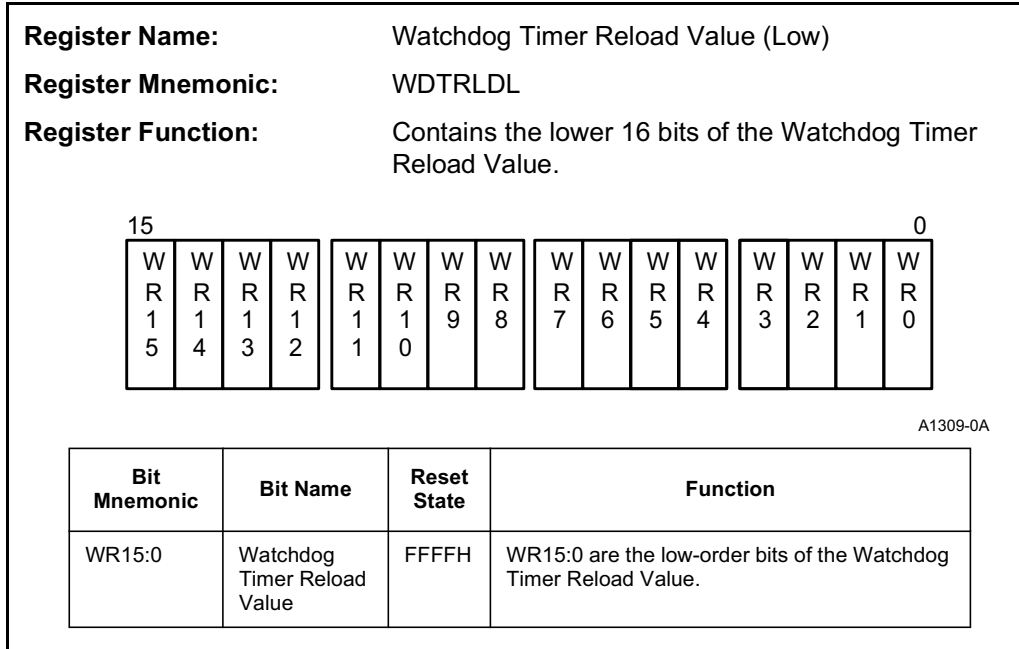 Register Name: Watchdog Timer Reload Value (Low)
Register Mnemonic: WDTRLDL
Register Function: Contains the lower 16 bits of the Watchdog Timer
Reload Value.
15 0
W W W W W W W W W W W W W W W W
R R R R R R R R R R R R R R R R
1 1 1 1 1 1 9 8 7 6 5 4 3 2 1 0
5 4 3 2 1 0
A1309-0A
Bit Mnemonic Bit Name Reset State Function
WR15:0 Watchdog FFFFH WR15:0 are the low-order bits of the Watchdog
Timer Reload Timer Reload Value.
Value